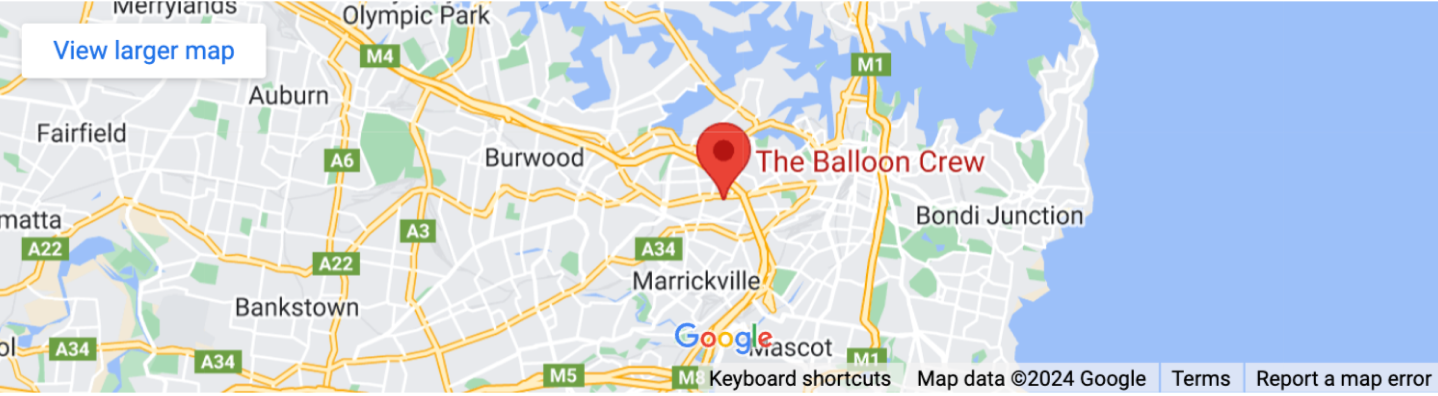 Merrylands
Olympic Park
View larger map
M4
M1
Auburn
Fairfield
Burwood
A6
The Balloon Crew
matta
Bondi Junction
A3
A22
A34
A22
Marrickville
Bankstown
Google
Mascot
ol
A34
A34
M1
M5
M8
Keyboard shortcuts
Map data ©2024 Google
Terms
Report a map error